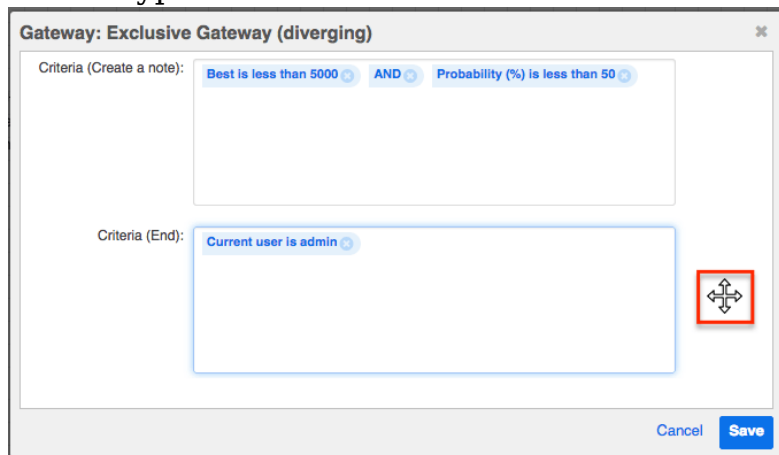 Gateway: Exclusive Gateway (diverging)
Criteria (Create a note):
Best is less than 5000 AND Probability (%) is less than 50
Criteria (End):
Current user is admin
Cancel Save